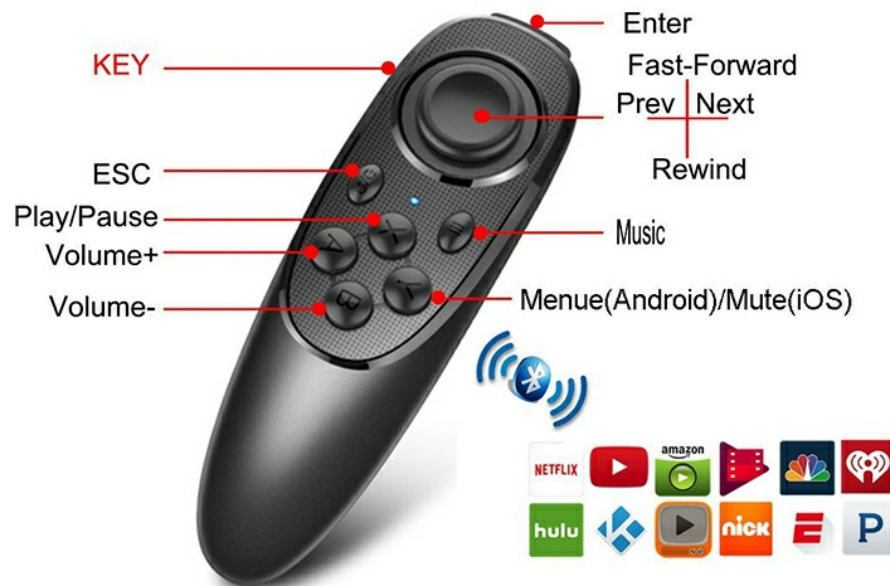 Enter
KEY
Fast-Forward
Prev Next
Rewind
ESC
Play/Pause
Music
Volume+
Menue(Android)/Mute(iOS)
Volume-
X
A
Y
B
NETFLIX
amazon
hulu
nick
E
P